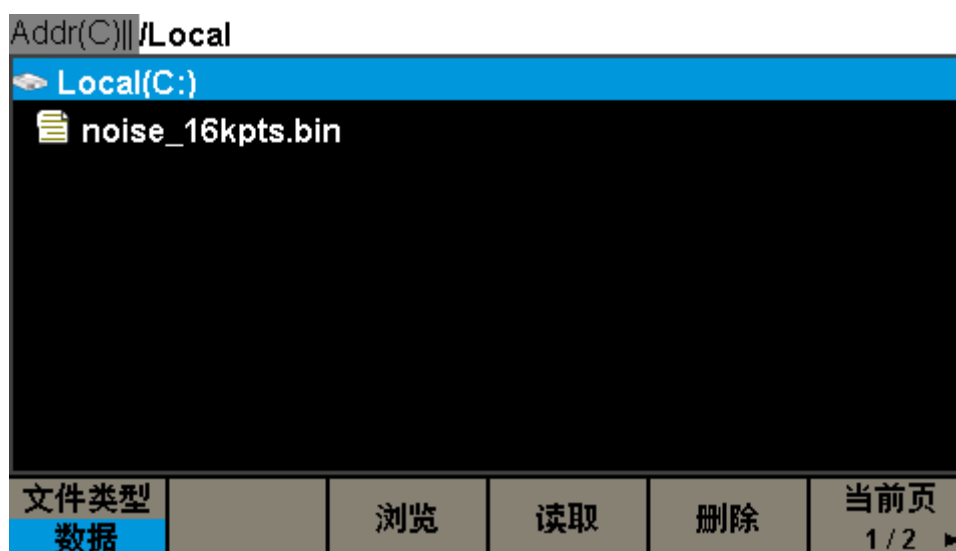 Addr(C)|| /Local
Local(C:)
noise_16kpts.bin
文件类型
数据
浏览
读取
删除
当前页
1 / 2